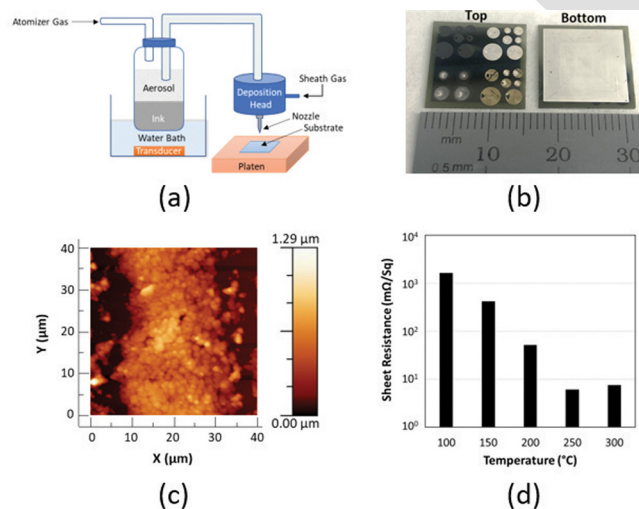 Atomizer Gas
Aerosol
Ink
Water Bath
Transducer
Deposition
Head
Sheath Gas
Nozzle
Substrate
Platen
(a)
Top
Bottom
mm
10
20
30
0.5 mm
(b)
1.29 µm
0.00 µm
40
30
20
10
0
Y (µm)
0
10
20
30
40
X (µm)
(c)
10⁴
10³
10²
10¹
10⁰
Sheet Resistance (mΩ/Sq)
100
150
200
250
300
Temperature (°C)
(d)